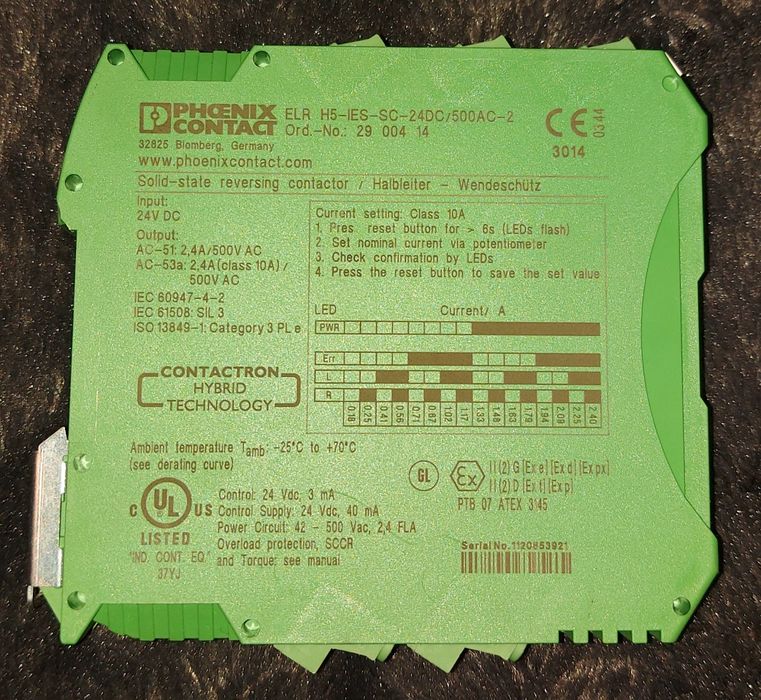 PHŒNIX CONTACT
ELR H5-IES-SC-24DC/500AC-2
Ord.-No.: 29 004 14
CE 0344
3014
32825 Blomberg, Germany
www.phoenixcontact.com
Solid-state reversing contactor / Halbleiter - Wendeschütz
Input:
24V DC
Output:
AC-51: 2,4A/500V AC
AC-53a: 2,4A(class 10A)/
500V AC
IEC 60947-4-2
IEC 61508: SIL 3
ISO 13849-1: Category 3 PL e
Current setting: Class 10A
1. Pres reset button for > 6s (LEDs flash)
2. Set nominal current via potentiometer
3. Check confirmation by LEDs
4. Press the reset button to save the set value
LED Current/ A
PWR
Err
L
R
0.18 0.25 0.41 0.56 0.71 0.87 1.02 1.17 1.33 1.48 1.63 1.79 1.94 2.09 2.25 2.40
CONTACTRON
HYBRID
TECHNOLOGY
Ambient temperature Tamb: -25°C to +70°C
(see derating curve)
GL
Ex
II (2) G [Ex e] [Ex d] [Ex px]
II (2) D [Ex t] [Ex p]
PTB 07 ATEX 3145
C UL US
LISTED
"IND. CONT. EQ."
37YJ
Control: 24 Vdc, 3 mA
Control Supply: 24 Vdc, 40 mA
Power Circuit: 42 - 500 Vac, 2,4 FLA
Overload protection, SCCR
and Torque: see manual
Serial No. 1120853921